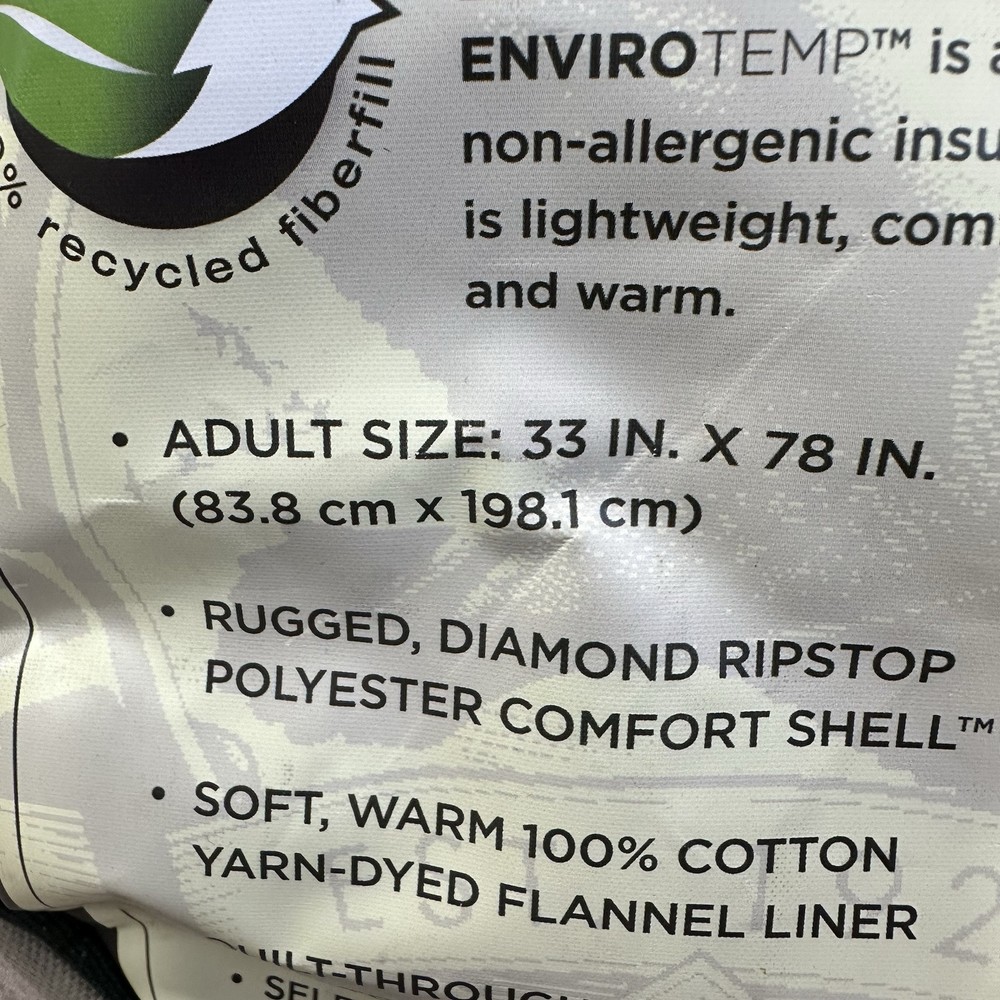 % recycled fiberfill
ENVIROTEMP™ is a
non-allergenic insu
is lightweight, com
and warm.
• ADULT SIZE: 33 IN. X 78 IN.
(83.8 cm x 198.1 cm)
• RUGGED, DIAMOND RIPSTOP
POLYESTER COMFORT SHELL™
• SOFT, WARM 100% COTTON
YARN-DYED FLANNEL LINER
UILT-THROUGH